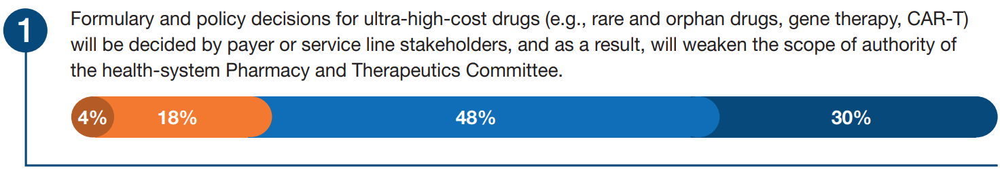 1
Formulary and policy decisions for ultra-high-cost drugs (e.g., rare and orphan drugs, gene therapy, CAR-T)
will be decided by payer or service line stakeholders, and as a result, will weaken the scope of authority of
the health-system Pharmacy and Therapeutics Committee.
4% 18% 48% 30%